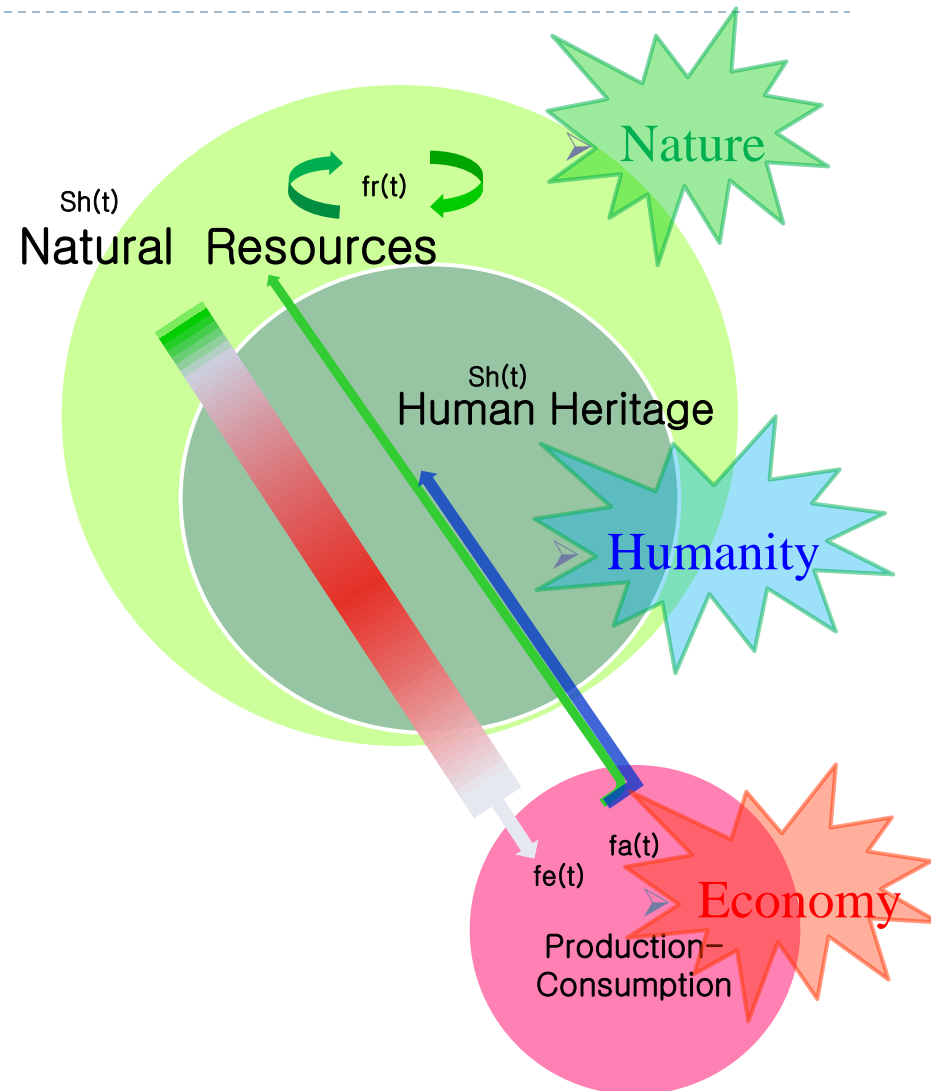 Nature
fr(t)
Sh(t)
Natural Resources
Sh(t)
Human Heritage
Humanity
fa(t)
fe(t)
Economy
Production-
Consumption